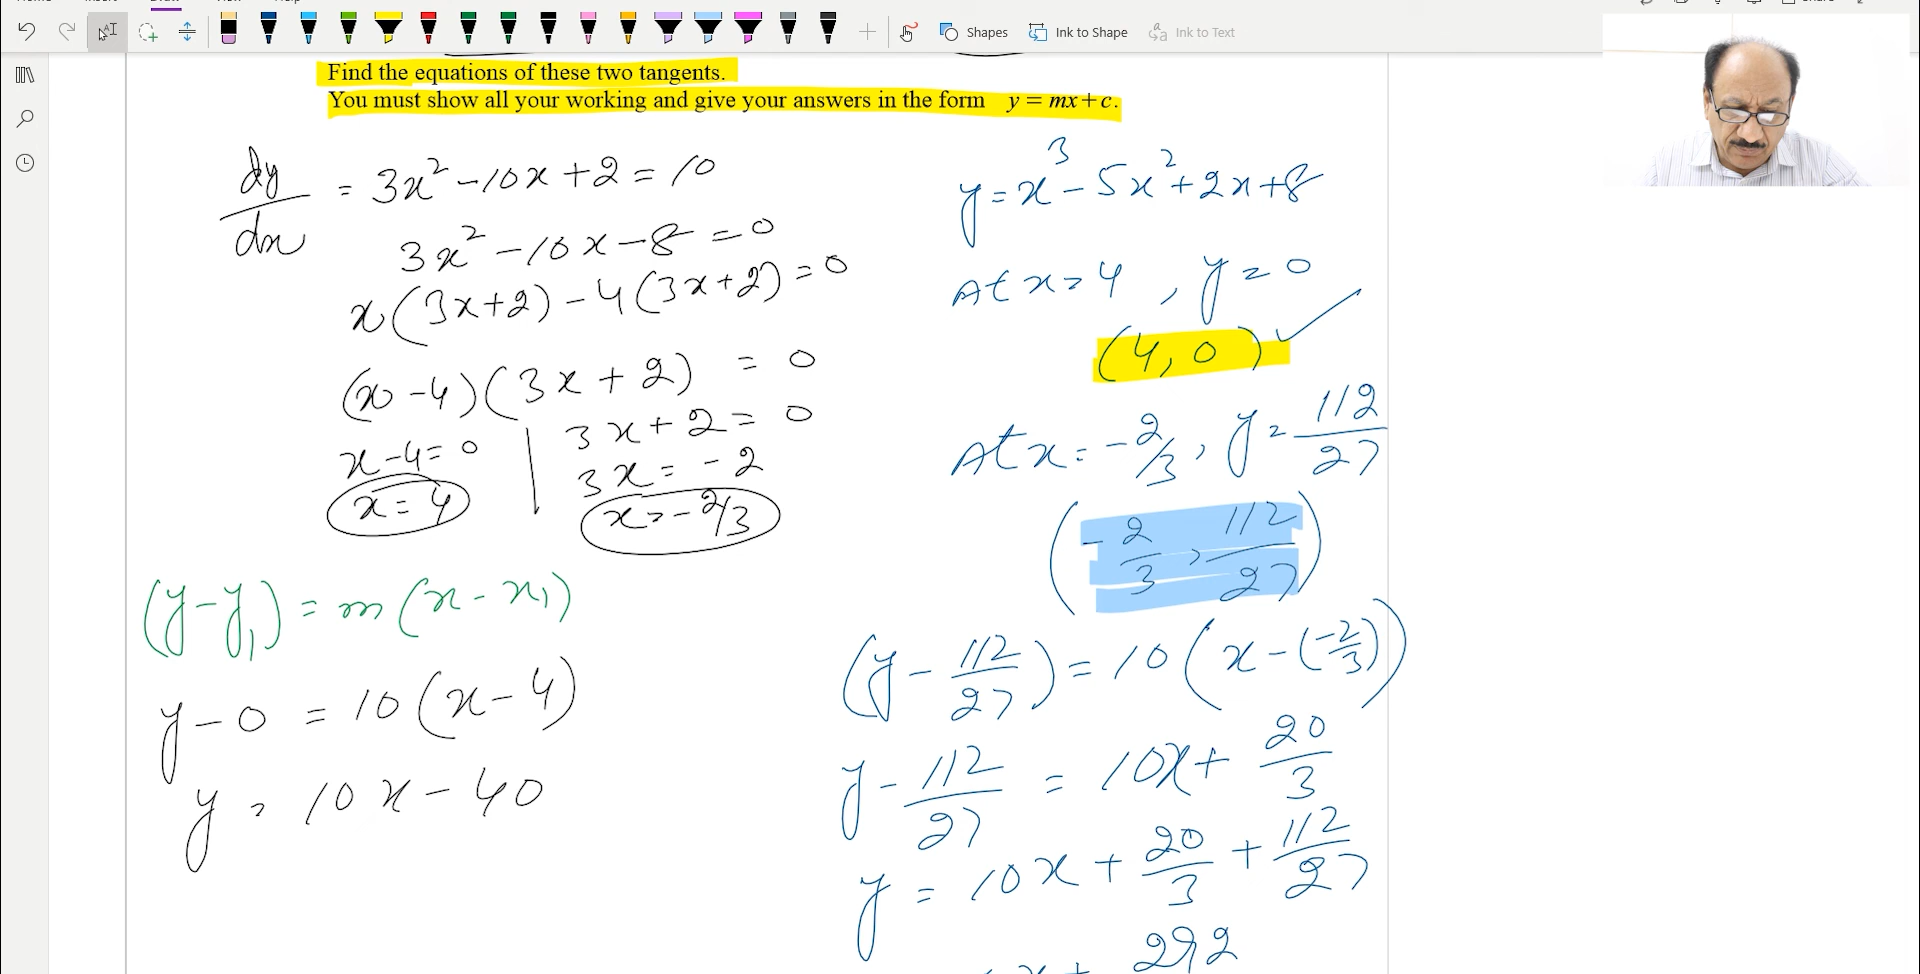 Shapes Ink to Shape Ink to Text
Find the equations of these two tangents.
You must show all your working and give your answers in the form y = mx+c.
dy/dx = 3x² - 10x + 2 = 10
3x² - 10x - 8 = 0
x(3x+2) - 4(3x+2) = 0
(x-4)(3x+2) = 0
x-4=0 | 3x+2=0
3x = -2
x=4
x=-2/3
(y-y₁) = m(x-x₁)
y-0 = 10(x-4)
y = 10x - 40
y = x³ - 5x² + 2x + 8
At x=4, y=0
(4, 0) ✓
At x=-2/3, y=112/27
(-2/3, 112/27)
(y - 112/27) = 10(x-(-2/3))
y - 112/27 = 10x + 20/3
y = 10x + 20/3 + 112/27
292